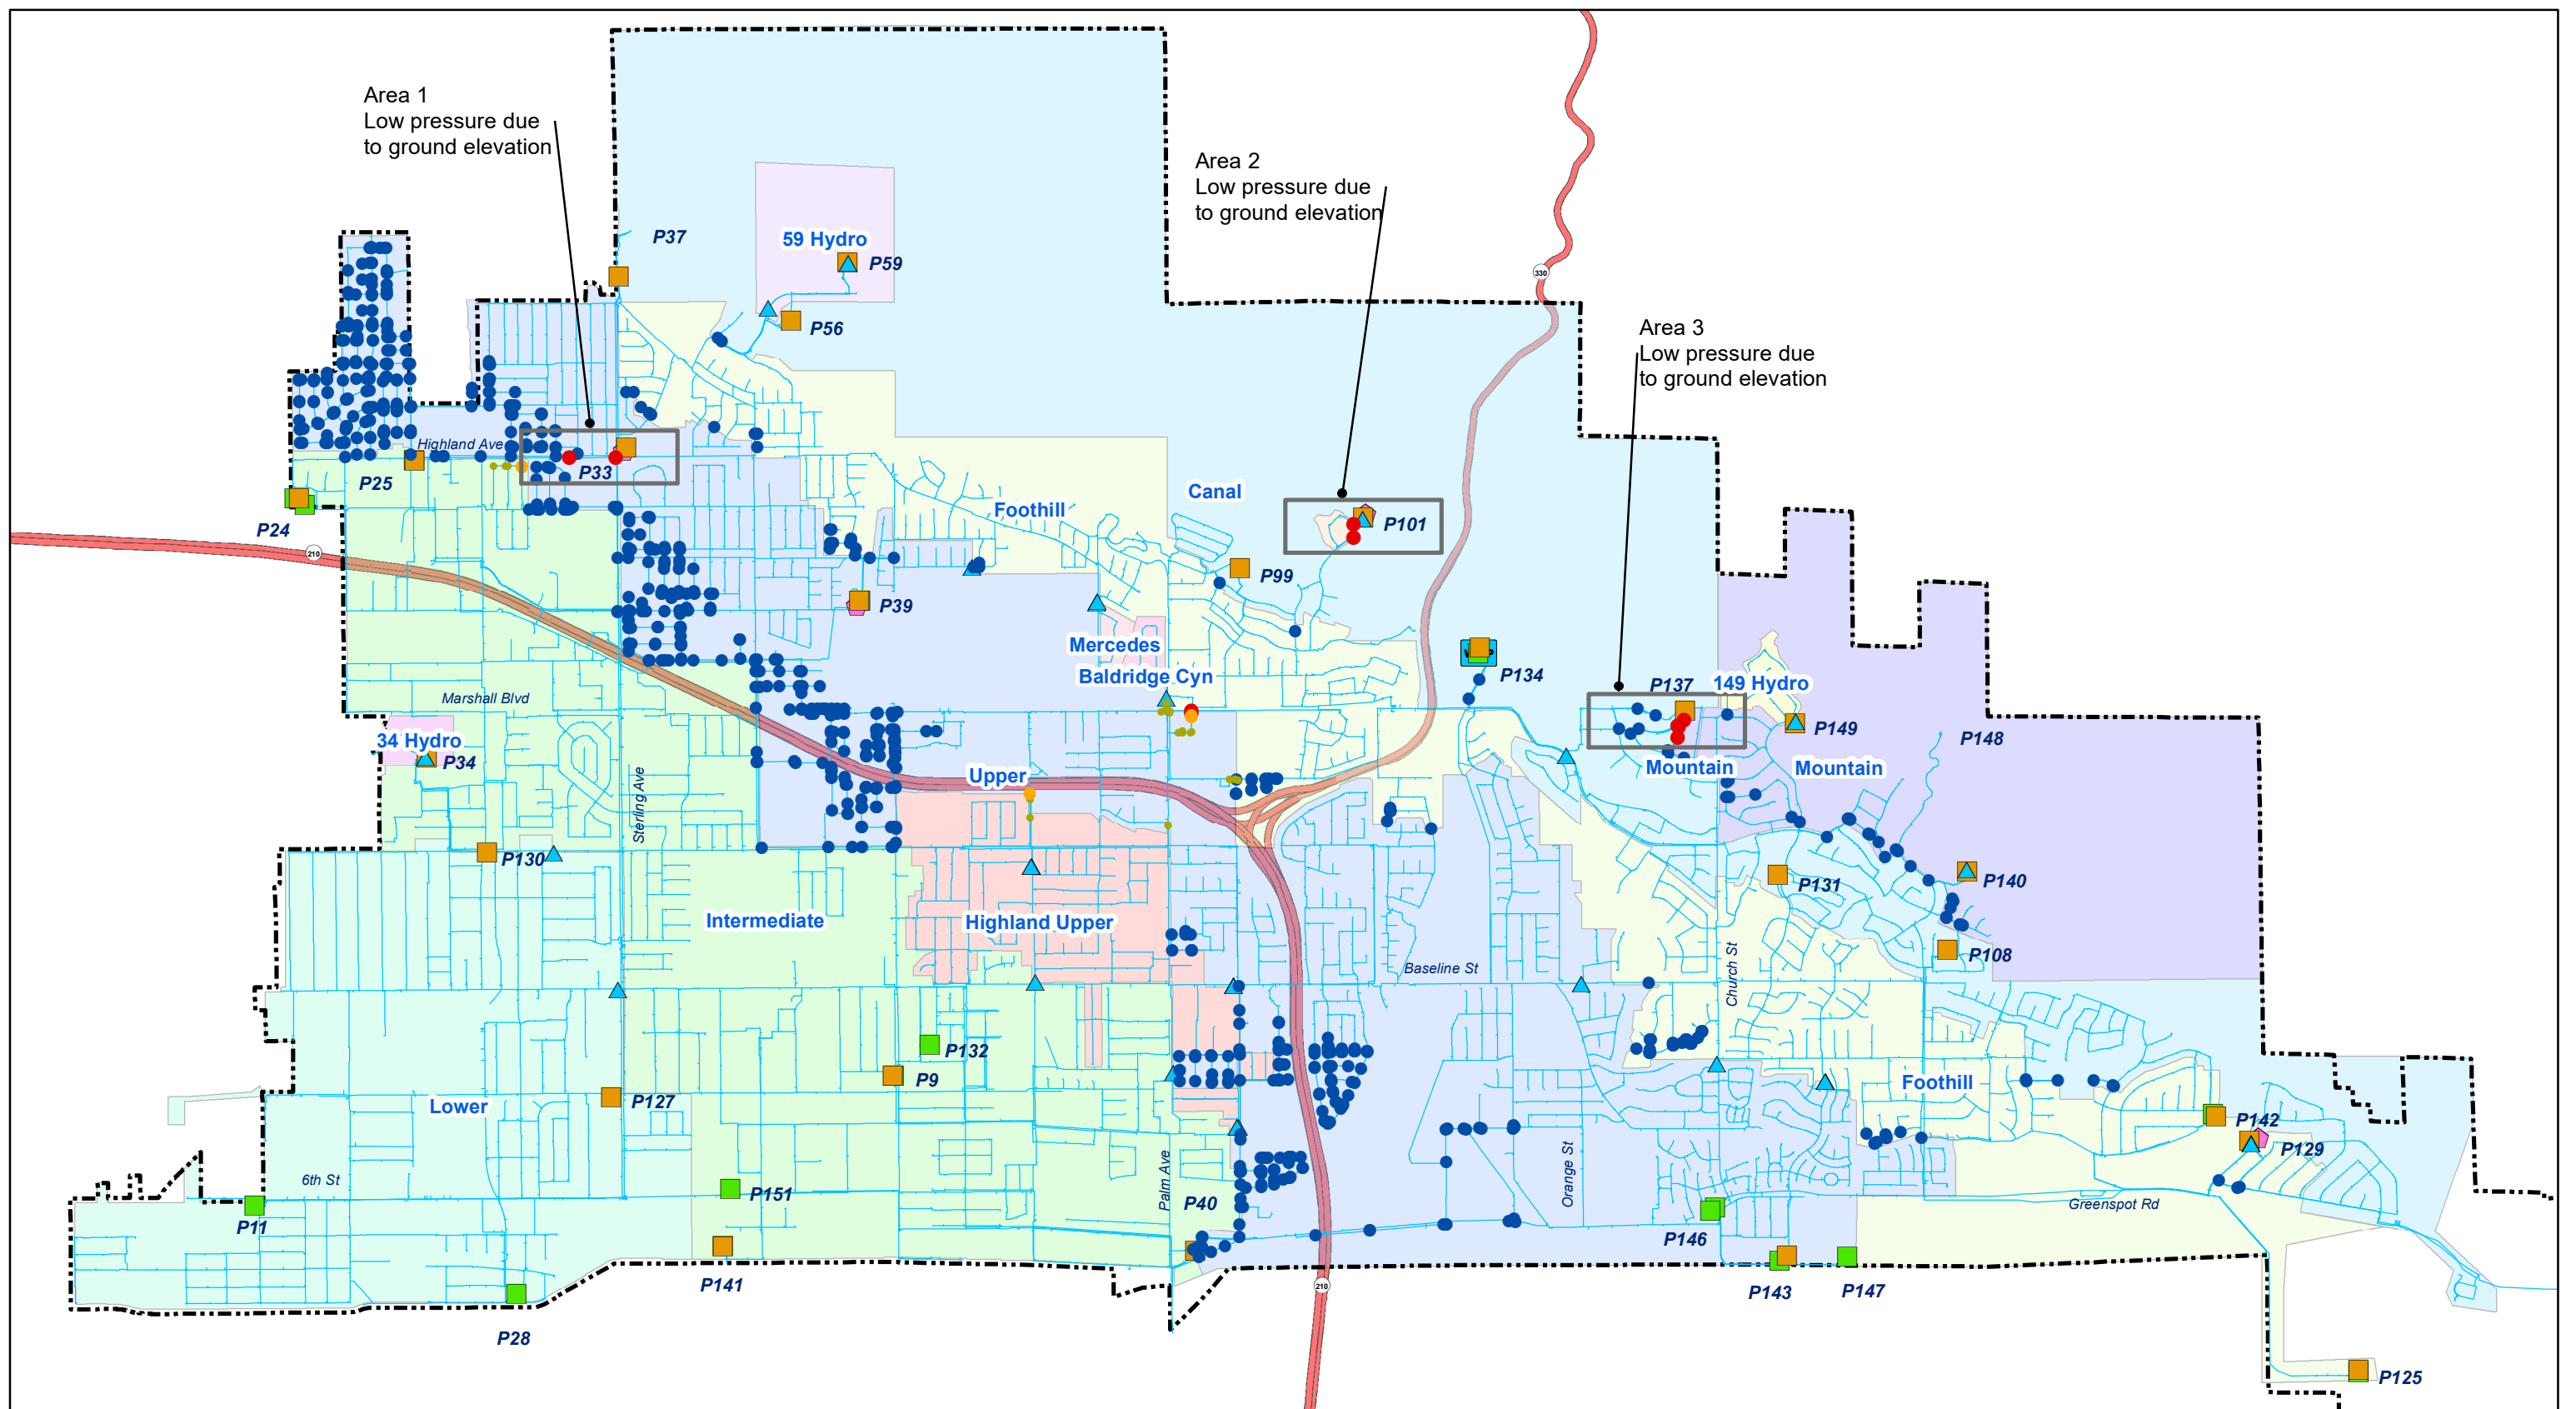 Area 1
Low pressure due
to ground elevation
Area 2
Low pressure due
to ground elevation
P37
59 Hydro
P59
330
P56
Area 3
Low pressure due
to ground elevation
Highland Ave
P33
P25
Canal
Foothill
P101
P24
210
P99
P39
Mercedes
Baldridge Cyn
P134
P137
149 Hydro
Marshall Blvd
P149
34 Hydro
P148
P34
Upper
Mountain
Mountain
Sterling Ave
P130
P131
P140
Intermediate
Highland Upper
P108
Baseline St
Church St
P132
P9
Foothill
P127
Lower
P142
P129
6th St
P151
Palm Ave
P40
Orange St
Greenspot Rd
P11
P146
P141
210
P143
P147
P28
P125